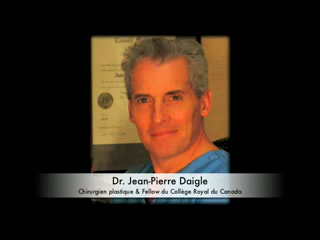 Dr. Jean-Pierre Daigle
Chirurgien plastique & Fellow du Collège Royal du Canada